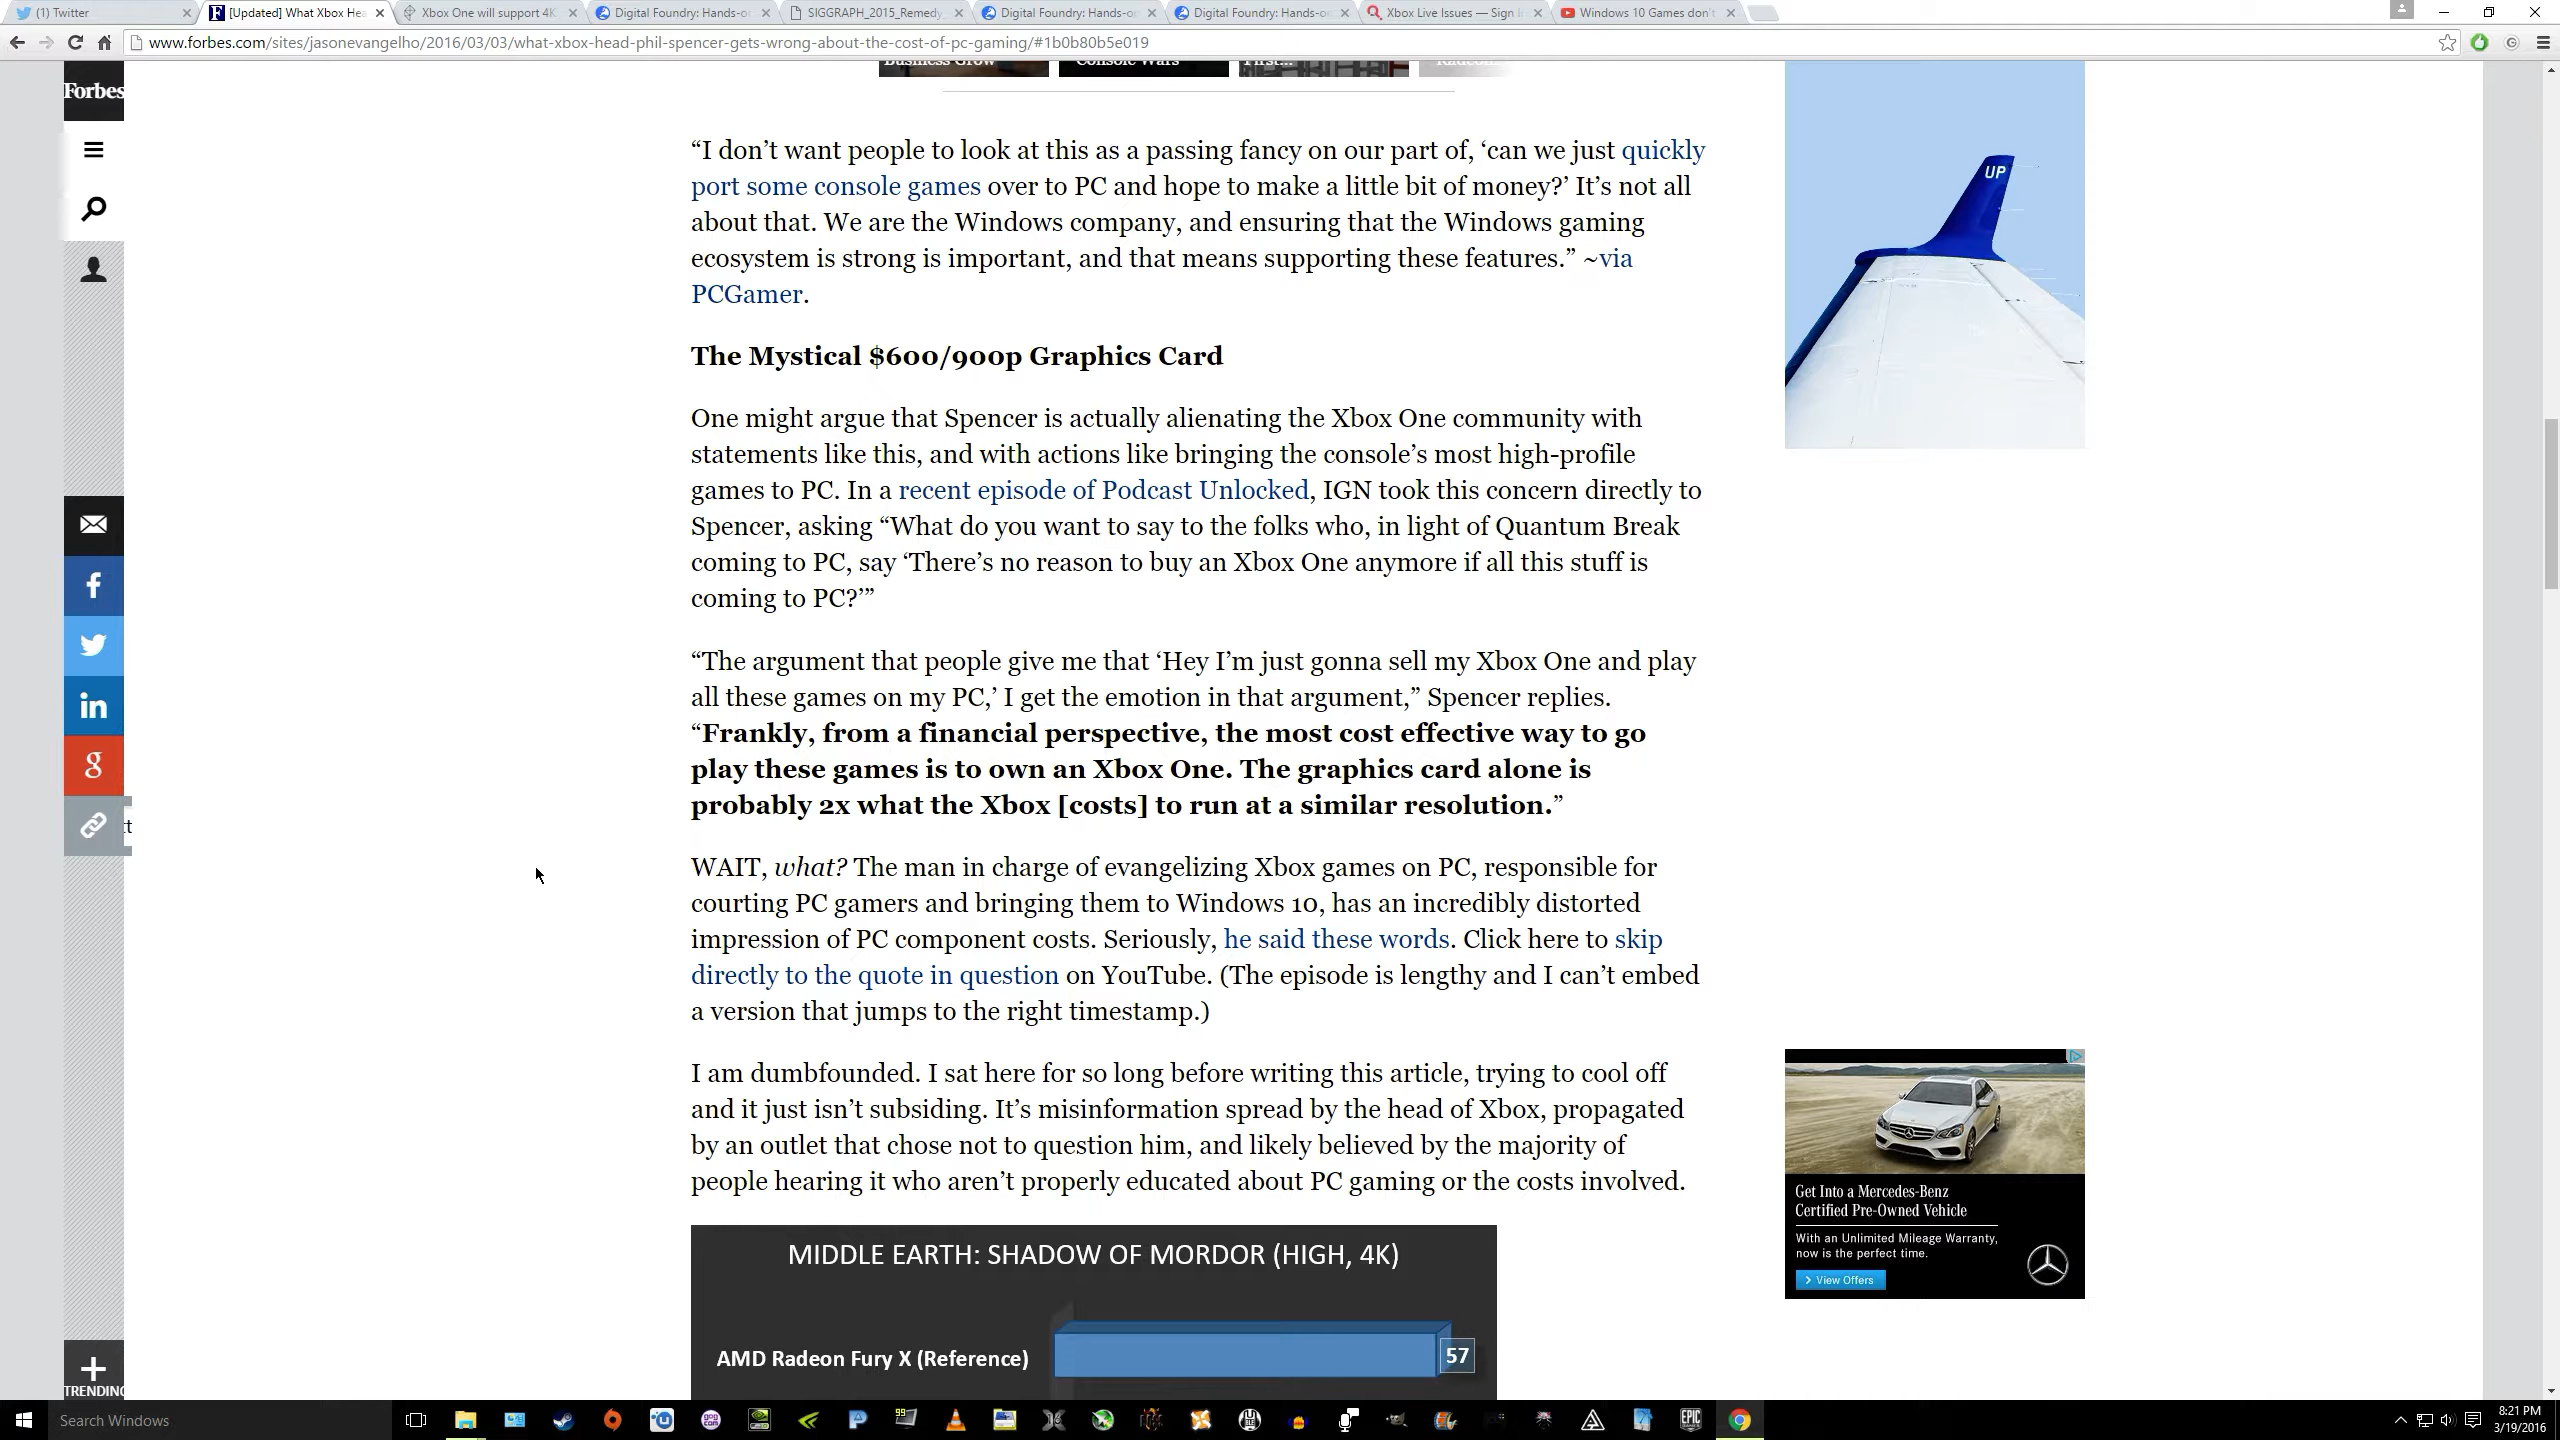 (1) Twitter
[Updated] What Xbox Hea
Xbox One will support 4K
Digital Foundry: Hands-o
SIGGRAPH_2015_Remedy
Digital Foundry: Hands-o
Digital Foundry: Hands-o
Xbox Live Issues — Sign I
Windows 10 Games don't
www.forbes.com/sites/jasonevangelho/2016/03/03/what-xbox-head-phil-spencer-gets-wrong-about-the-cost-of-pc-gaming/#1b0b80b5e019
Business Grow
Console Wars
First...
Radeon...
Forbes
“I don’t want people to look at this as a passing fancy on our part of, ‘can we just quickly
port some console games over to PC and hope to make a little bit of money?’ It’s not all
about that. We are the Windows company, and ensuring that the Windows gaming
ecosystem is strong is important, and that means supporting these features.” ~via
PCGamer.
UP
The Mystical $600/900p Graphics Card
One might argue that Spencer is actually alienating the Xbox One community with
statements like this, and with actions like bringing the console’s most high-profile
games to PC. In a recent episode of Podcast Unlocked, IGN took this concern directly to
Spencer, asking “What do you want to say to the folks who, in light of Quantum Break
coming to PC, say ‘There’s no reason to buy an Xbox One anymore if all this stuff is
coming to PC?’”
“The argument that people give me that ‘Hey I’m just gonna sell my Xbox One and play
all these games on my PC,’ I get the emotion in that argument,” Spencer replies.
“Frankly, from a financial perspective, the most cost effective way to go
play these games is to own an Xbox One. The graphics card alone is
probably 2x what the Xbox [costs] to run at a similar resolution.”
WAIT, what? The man in charge of evangelizing Xbox games on PC, responsible for
courting PC gamers and bringing them to Windows 10, has an incredibly distorted
impression of PC component costs. Seriously, he said these words. Click here to skip
directly to the quote in question on YouTube. (The episode is lengthy and I can’t embed
a version that jumps to the right timestamp.)
I am dumbfounded. I sat here for so long before writing this article, trying to cool off
and it just isn’t subsiding. It’s misinformation spread by the head of Xbox, propagated
by an outlet that chose not to question him, and likely believed by the majority of
people hearing it who aren’t properly educated about PC gaming or the costs involved.
Get Into a Mercedes-Benz
Certified Pre-Owned Vehicle
With an Unlimited Mileage Warranty,
now is the perfect time.
> View Offers
MIDDLE EARTH: SHADOW OF MORDOR (HIGH, 4K)
AMD Radeon Fury X (Reference)
57
TRENDING
Search Windows
8:21 PM
3/19/2016